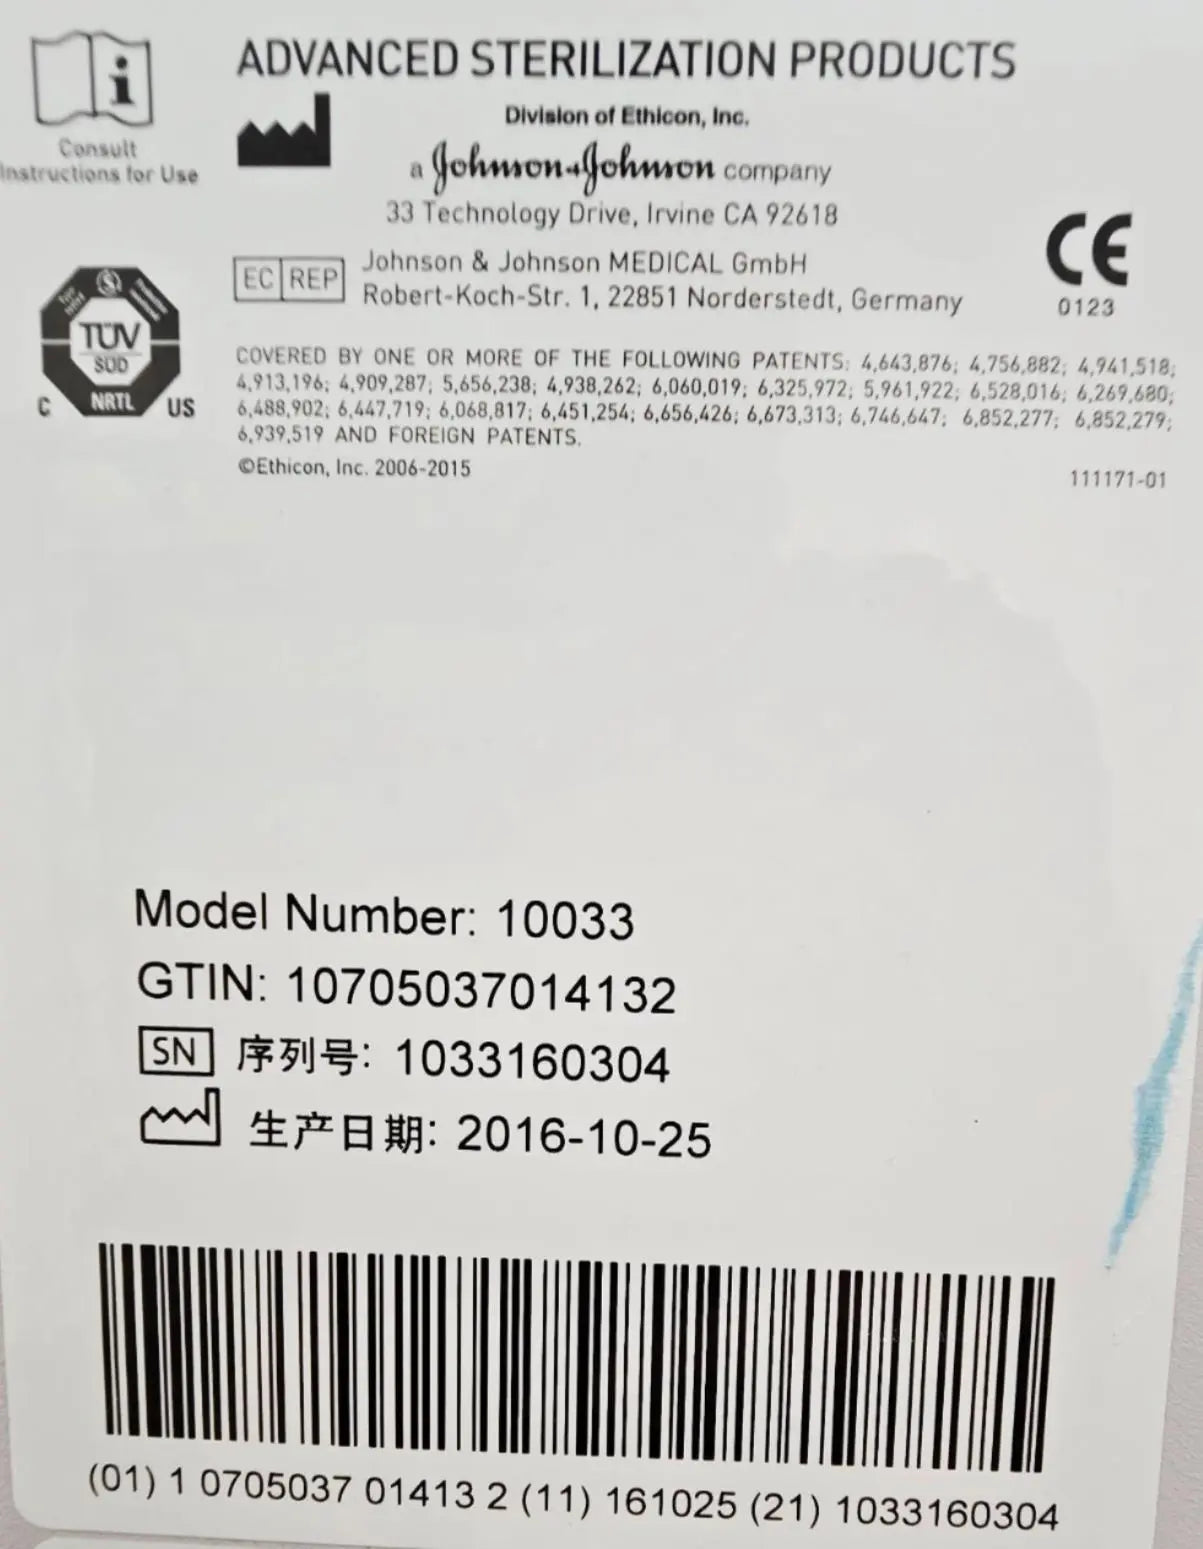 Consult
Instructions for Use
ADVANCED STERILIZATION PRODUCTS
Division of Ethicon, Inc.
a Johnson & Johnson company
33 Technology Drive, Irvine CA 92618
EC REP
Johnson & Johnson MEDICAL GmbH
Robert-Koch-Str. 1, 22851 Norderstedt, Germany
CE
0123
TÜV
SÜD
C NRTL US
COVERED BY ONE OR MORE OF THE FOLLOWING PATENTS: 4,643,876; 4,756,882; 4,941,518;
4,913,196; 4,909,287; 5,656,238; 4,938,262; 6,060,019; 6,325,972; 5,961,922; 6,528,016; 6,269,680;
6,488,902; 6,447,719; 6,068,817; 6,451,254; 6,656,426; 6,673,313; 6,746,647; 6,852,277; 6,852,279;
6,939,519 AND FOREIGN PATENTS.
©Ethicon, Inc. 2006-2015
111171-01
Model Number: 10033
GTIN: 10705037014132
SN 序列号: 1033160304
生产日期: 2016-10-25
(01) 1 0705037 01413 2 (11) 161025 (21) 1033160304